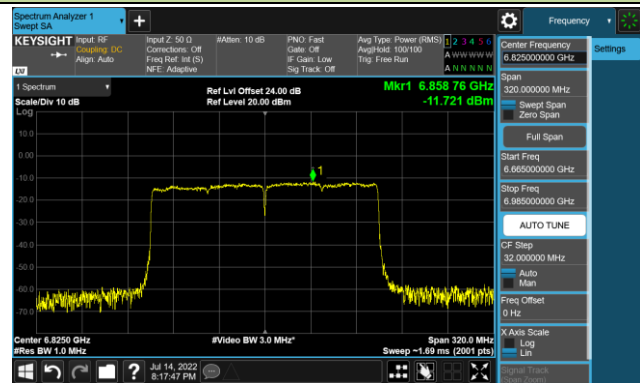 Spectrum Analyzer 1
Swept SA
Frequency
KEYSIGHT
Input: RF
Coupling: DC
Align: Auto
Input Z: 50 Ω
Corrections: Off
Freq Ref: Int (S)
NFE: Adaptive
#Atten: 10 dB
PNO: Fast
Gate: Off
IF Gain: Low
Sig Track: Off
Avg Type: Power (RMS)
Avg|Hold: 100/100
Trig: Free Run
1 2 3 4 5 6
A W W W W W
A N N N N N
LXI
1 Spectrum
Scale/Div 10 dB
Log
Ref Lvl Offset 24.00 dB
Ref Level 20.00 dBm
Mkr1 6.858 76 GHz
-11.721 dBm
10.0
0.00
-10.0
-20.0
-30.0
-40.0
-50.0
-60.0
-70.0
1
Center 6.8250 GHz
#Res BW 1.0 MHz
#Video BW 3.0 MHz*
Span 320.0 MHz
Sweep ~1.69 ms (2001 pts)
Jul 14, 2022
8:17:47 PM
Center Frequency
6.825000000 GHz
Settings
Span
320.000000 MHz
Swept Span
Zero Span
Full Span
Start Freq
6.665000000 GHz
Stop Freq
6.985000000 GHz
AUTO TUNE
CF Step
32.000000 MHz
Auto
Man
Freq Offset
0 Hz
X Axis Scale
Log
Lin
Signal Track
(Span Zoom)